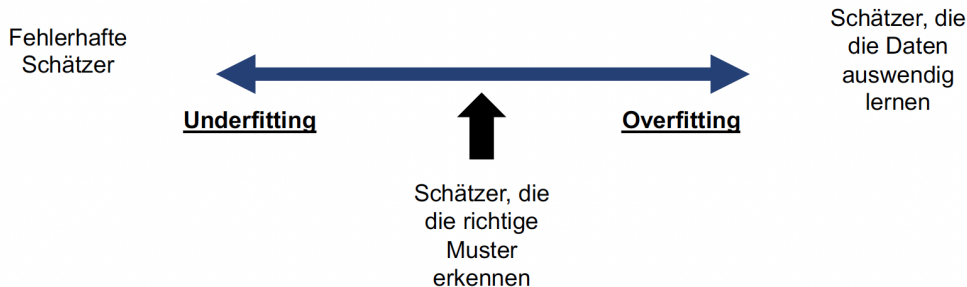 Fehlerhafte
Schätzer
Schätzer, die
die Daten
auswendig
lernen
Underfitting
Overfitting
Schätzer, die
die richtige
Muster
erkennen